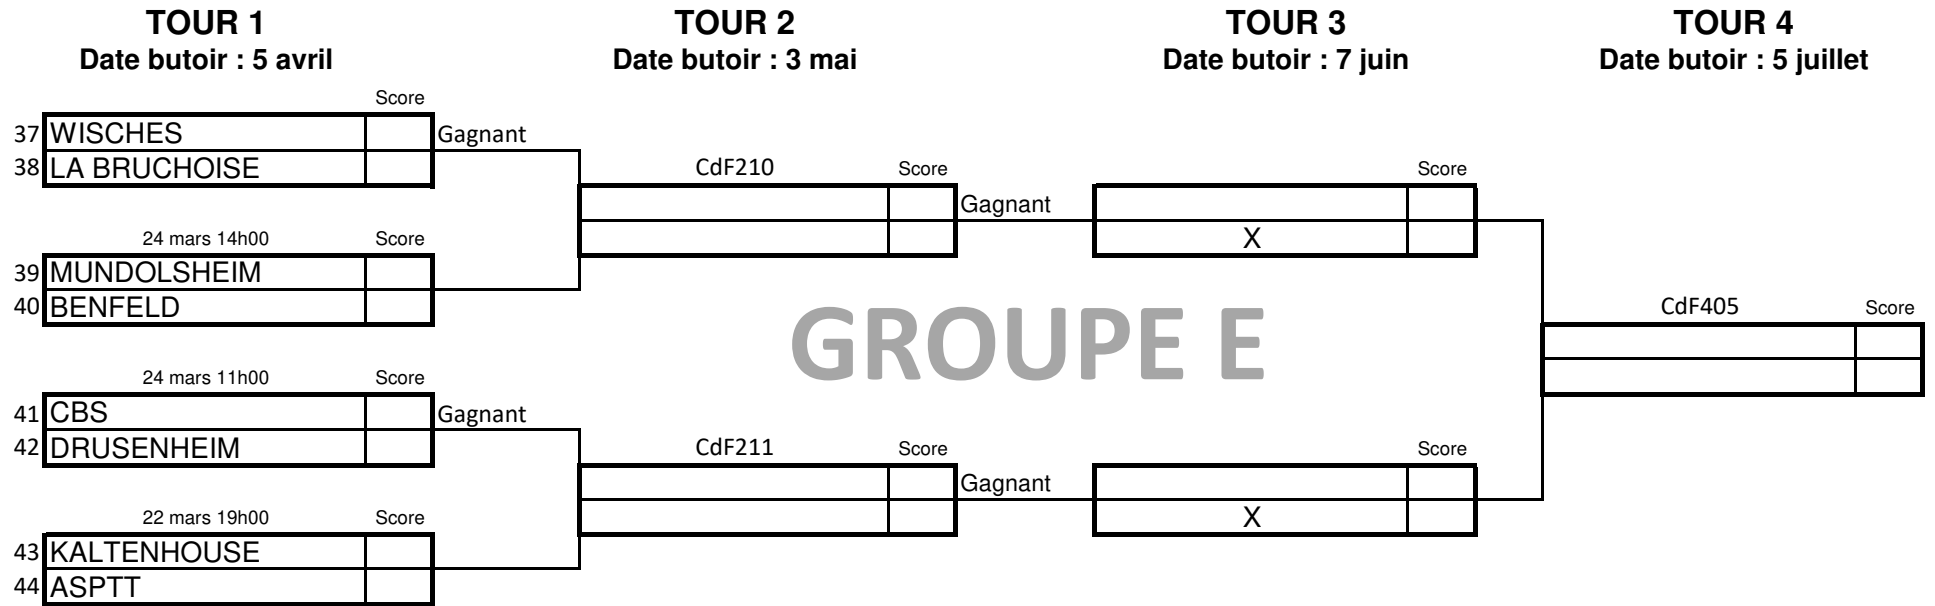 TOUR 1
Date butoir : 5 avril
TOUR 2
Date butoir : 3 mai
TOUR 3
Date butoir : 7 juin
TOUR 4
Date butoir : 5 juillet
Score
37 WISCHES
Gagnant
38 LA BRUCHOISE
24 mars 14h00 Score
39 MUNDOLSHEIM
40 BENFELD
24 mars 11h00 Score
41 CBS
Gagnant
42 DRUSENHEIM
22 mars 19h00 Score
43 KALTENHOUSE
44 ASPTT
CdF210 Score
Gagnant
CdF211 Score
Gagnant
Score
X
Score
X
GROUPE E
CdF405 Score